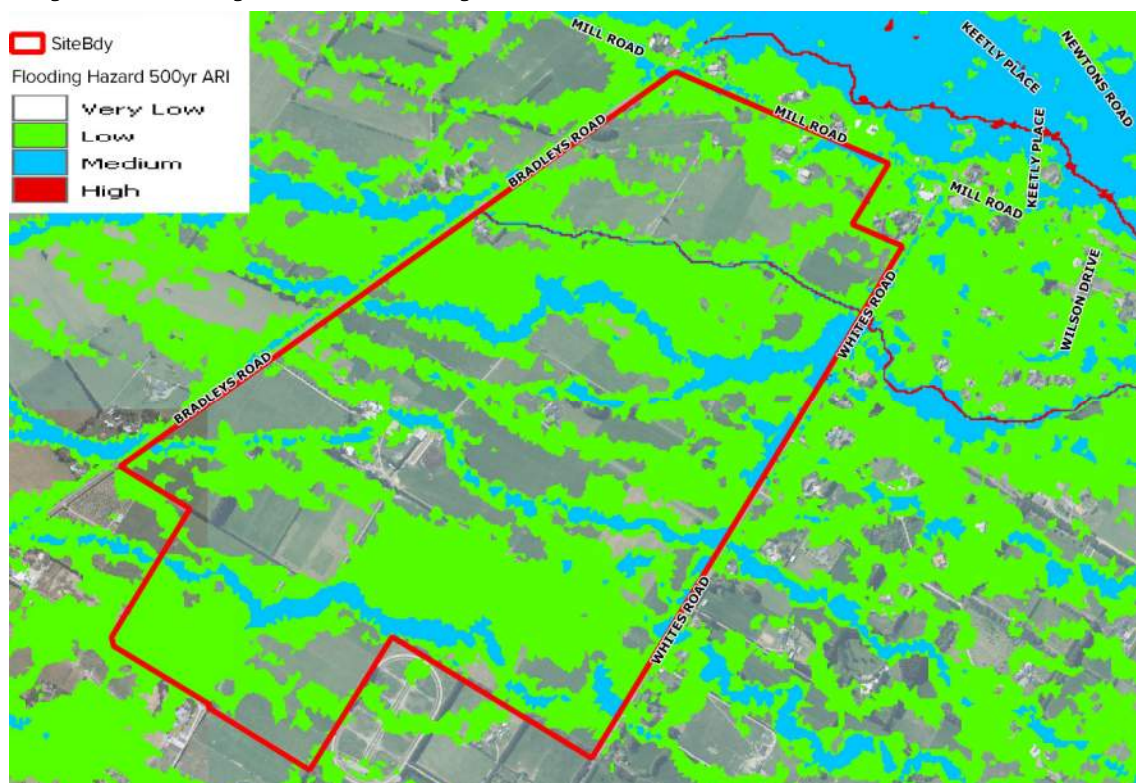 SiteBdy
Flooding Hazard 500yr ARI
Very Low
Low
Medium
High
MILL ROAD
KEETLY PLACE
NEWTONS ROAD
BRADLEYS ROAD
MILL ROAD
KEETLY PLACE
MILL ROAD
WILSON DRIVE
WHITES ROAD
BRADLEYS ROAD
WHITES ROAD